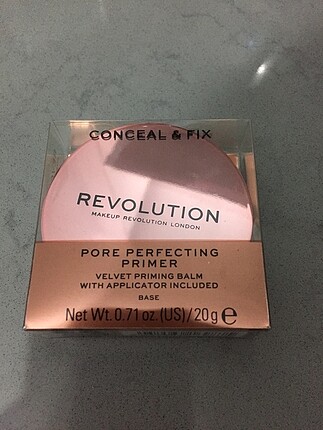 CONCEAL & FIX
REVOLUTION
MAKEUP REVOLUTION LONDON
PORE PERFECTING
PRIMER
VELVET PRIMING BALM
WITH APPLICATOR INCLUDED
BASE
Net Wt. 0.71 oz. (US)/20g ℮